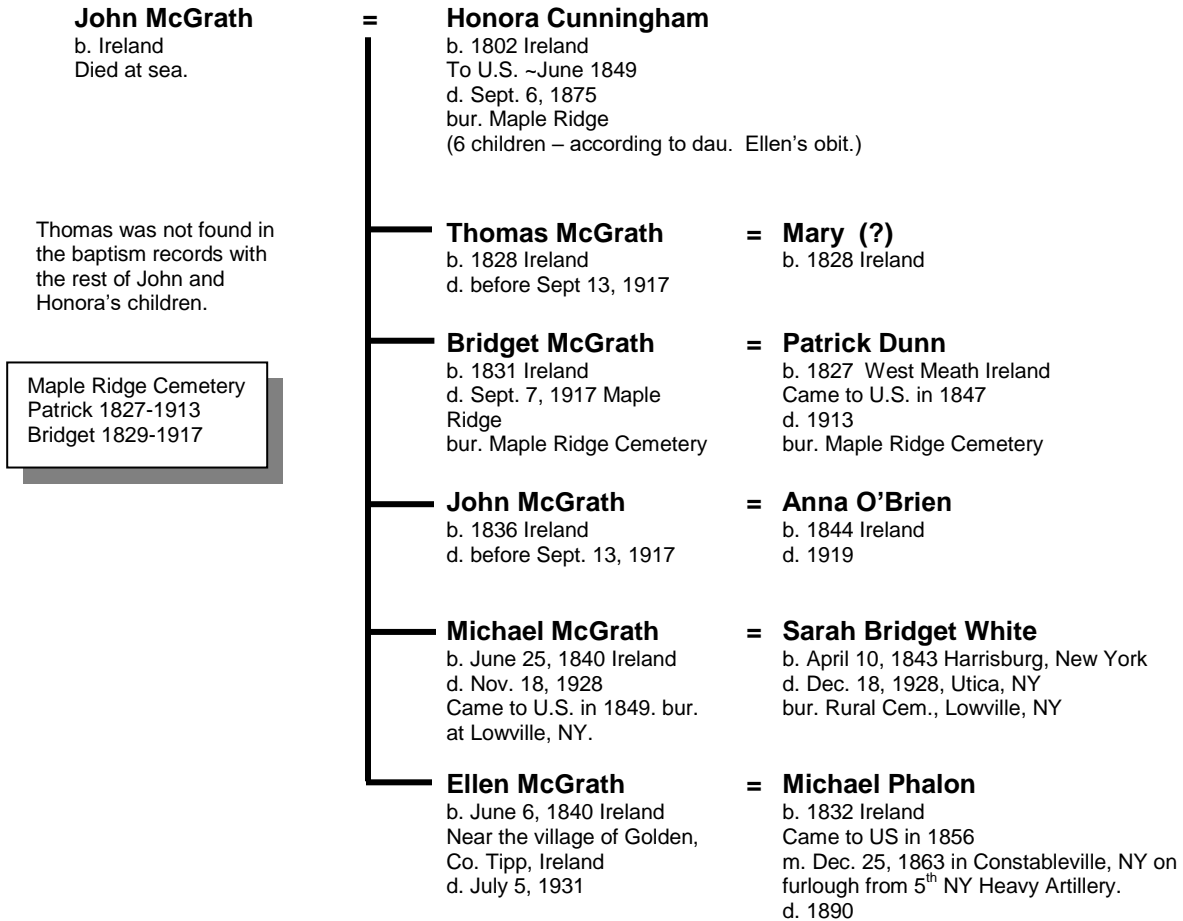 John McGrath = Honora Cunningham
b. Ireland
Died at sea.
b. 1802 Ireland
To U.S. ~June 1849
d. Sept. 6, 1875
bur. Maple Ridge
(6 children – according to dau. Ellen's obit.)
Thomas was not found in
the baptism records with
the rest of John and
Honora's children.
Thomas McGrath = Mary (?)
b. 1828 Ireland
d. before Sept 13, 1917
b. 1828 Ireland
Maple Ridge Cemetery
Patrick 1827-1913
Bridget 1829-1917
Bridget McGrath = Patrick Dunn
b. 1831 Ireland
d. Sept. 7, 1917 Maple
Ridge
bur. Maple Ridge Cemetery
b. 1827 West Meath Ireland
Came to U.S. in 1847
d. 1913
bur. Maple Ridge Cemetery
John McGrath = Anna O'Brien
b. 1836 Ireland
d. before Sept. 13, 1917
b. 1844 Ireland
d. 1919
Michael McGrath = Sarah Bridget White
b. June 25, 1840 Ireland
d. Nov. 18, 1928
Came to U.S. in 1849. bur.
at Lowville, NY.
b. April 10, 1843 Harrisburg, New York
d. Dec. 18, 1928, Utica, NY
bur. Rural Cem., Lowville, NY
Ellen McGrath = Michael Phalon
b. June 6, 1840 Ireland
Near the village of Golden,
Co. Tipp, Ireland
d. July 5, 1931
b. 1832 Ireland
Came to US in 1856
m. Dec. 25, 1863 in Constableville, NY on
furlough from 5th NY Heavy Artillery.
d. 1890